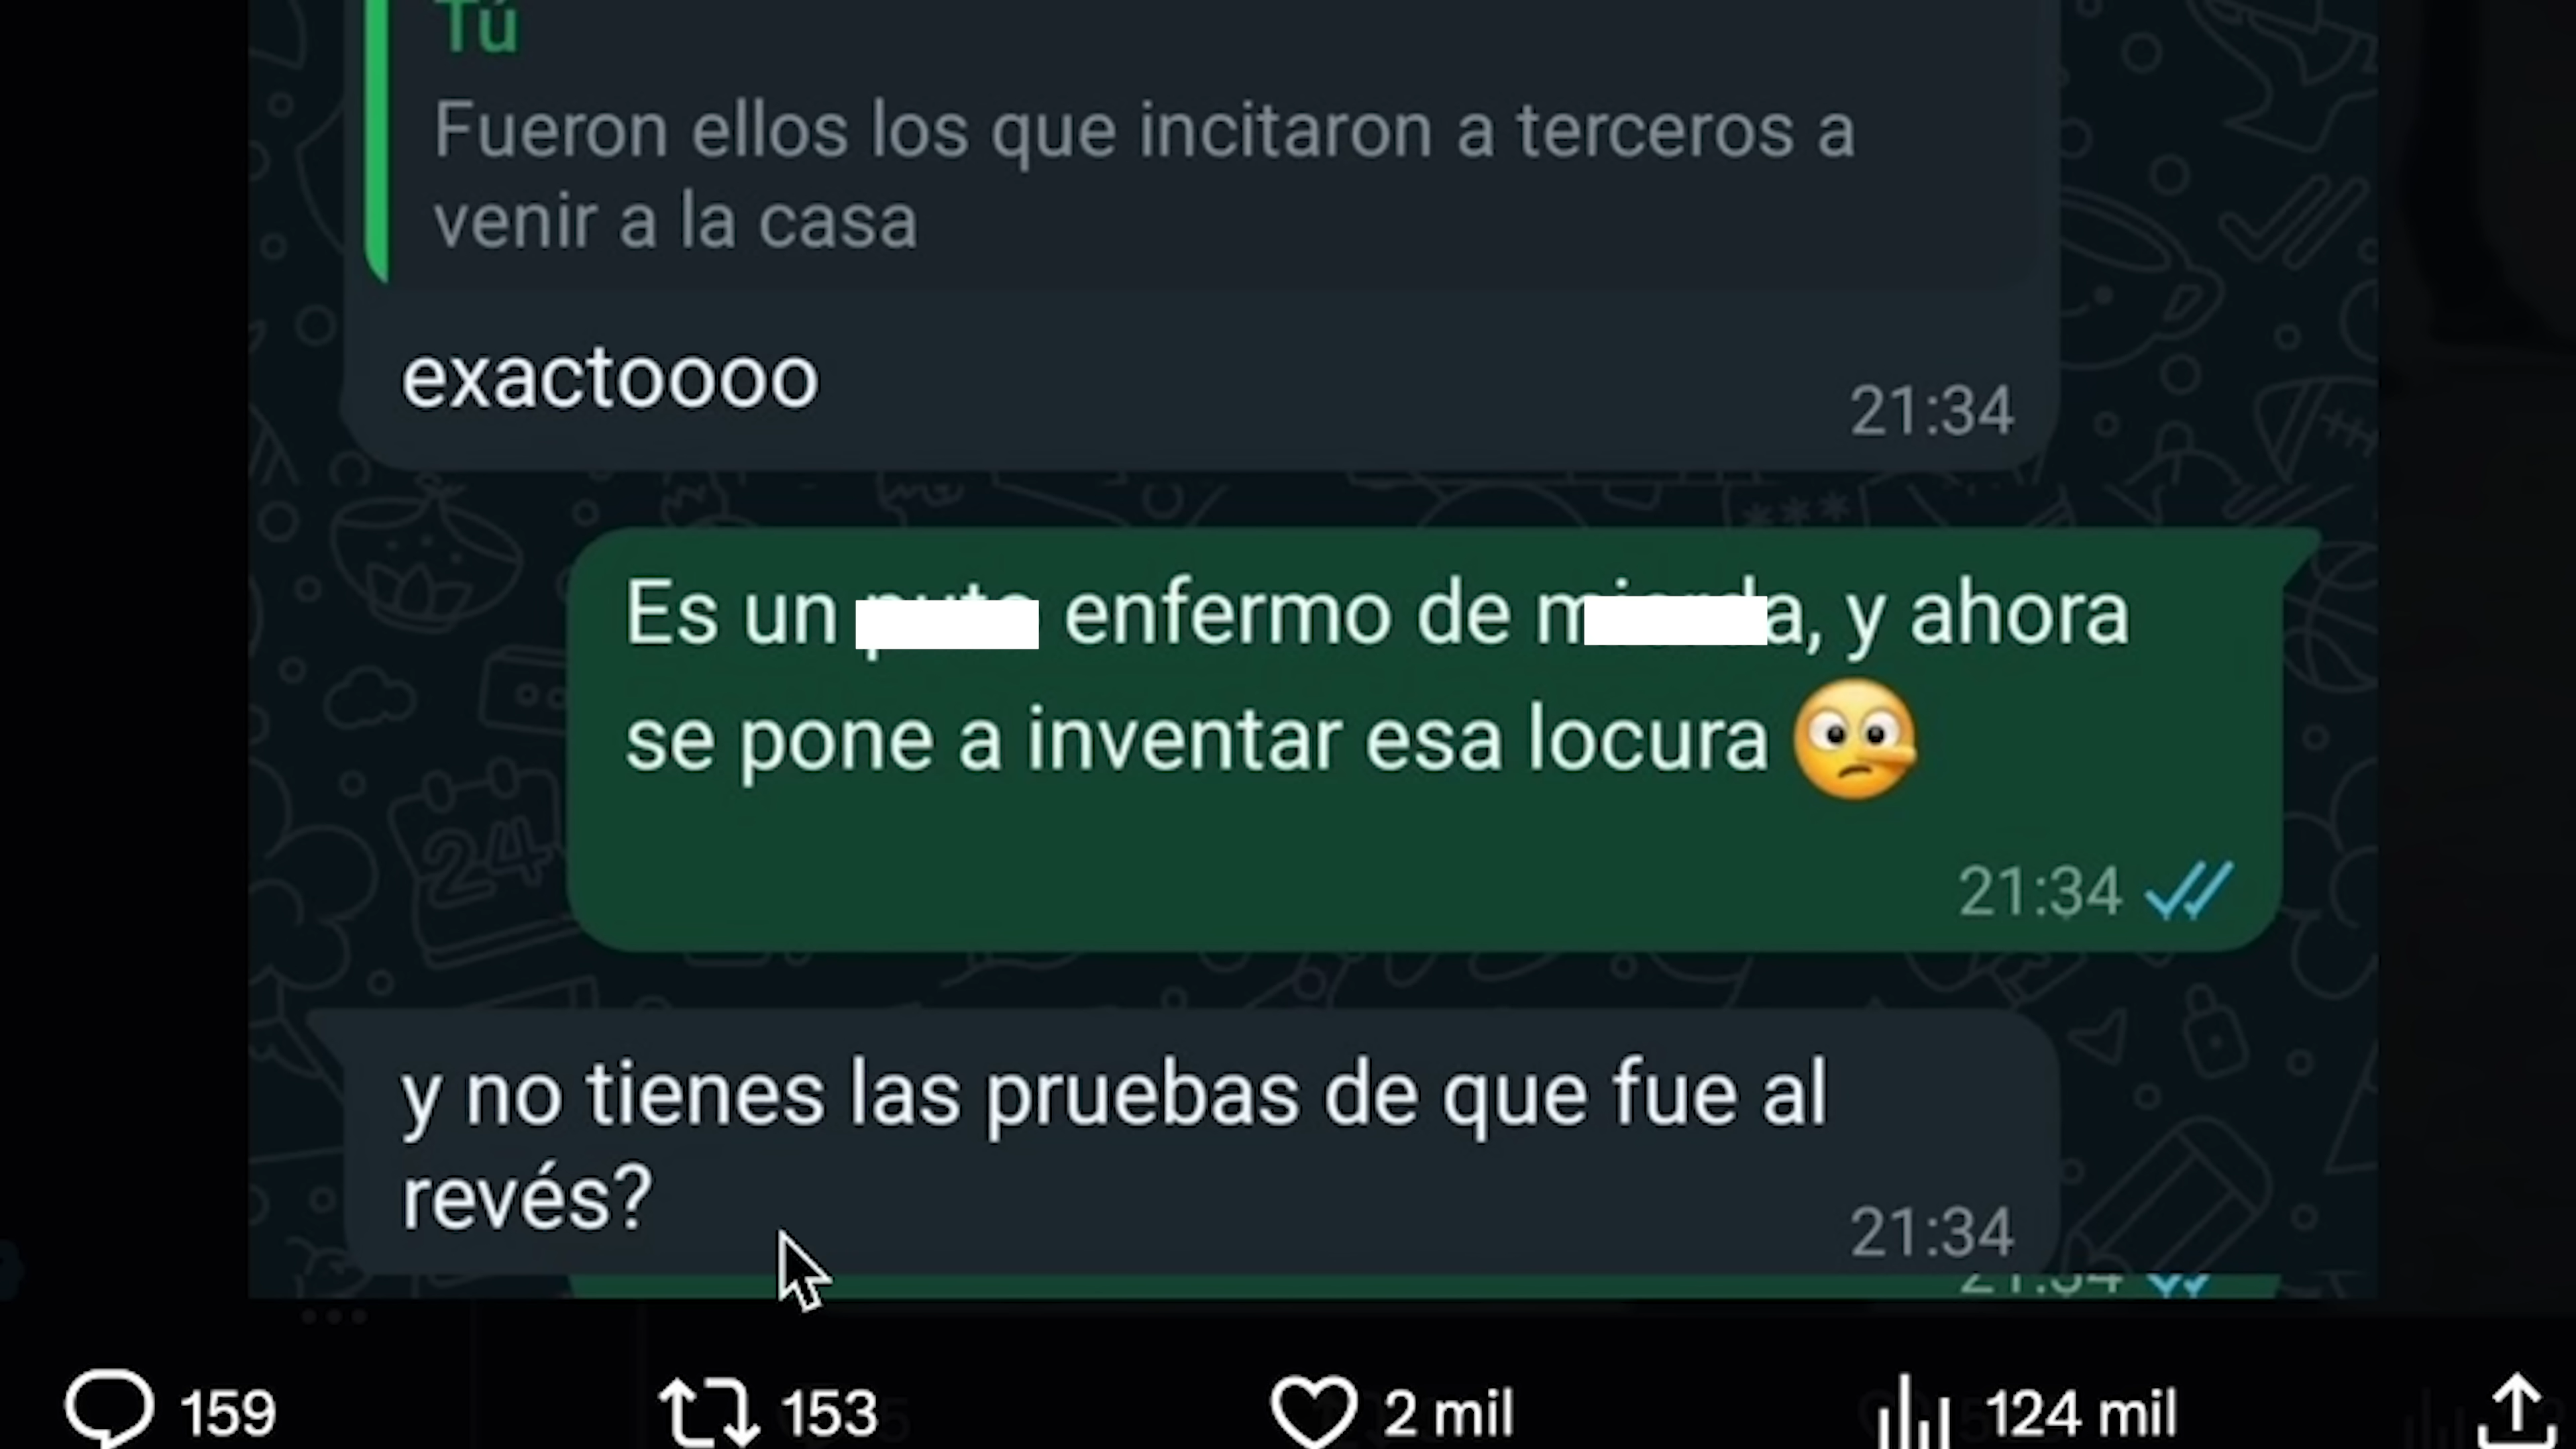 Tú
Fueron ellos los que incitaron a terceros a
venir a la casa
exactoooo
21:34
Es un enfermo de m a, y ahora
se pone a inventar esa locura
21:34
y no tienes las pruebas de que fue al
revés?
21:34
21:34
159
153
2 mil
124 mil